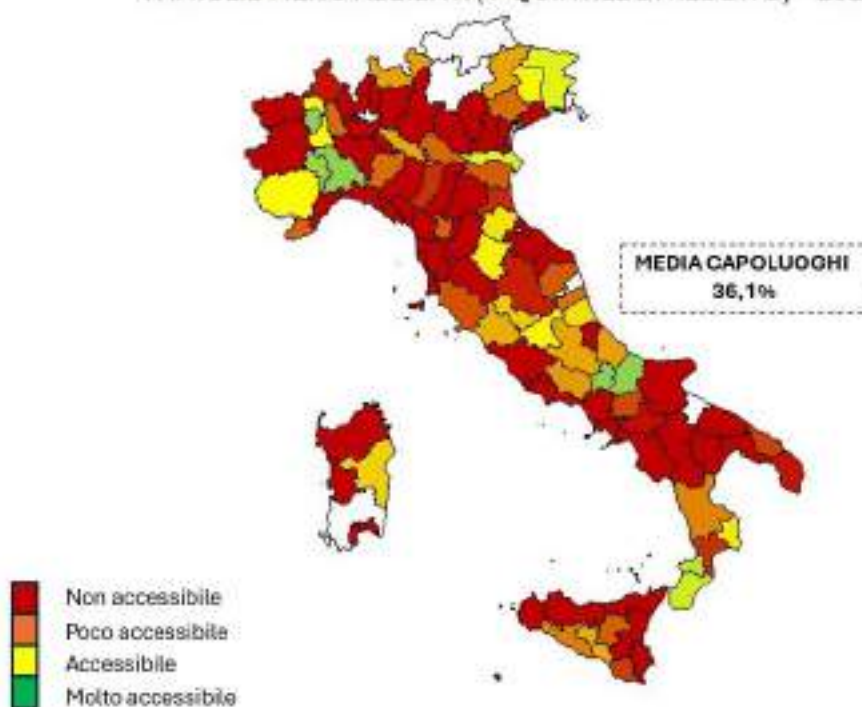 MEDIA CAPOLUOGHI
36,1%
Non accessibile
Poco accessibile
Accessibile
Molto accessibile